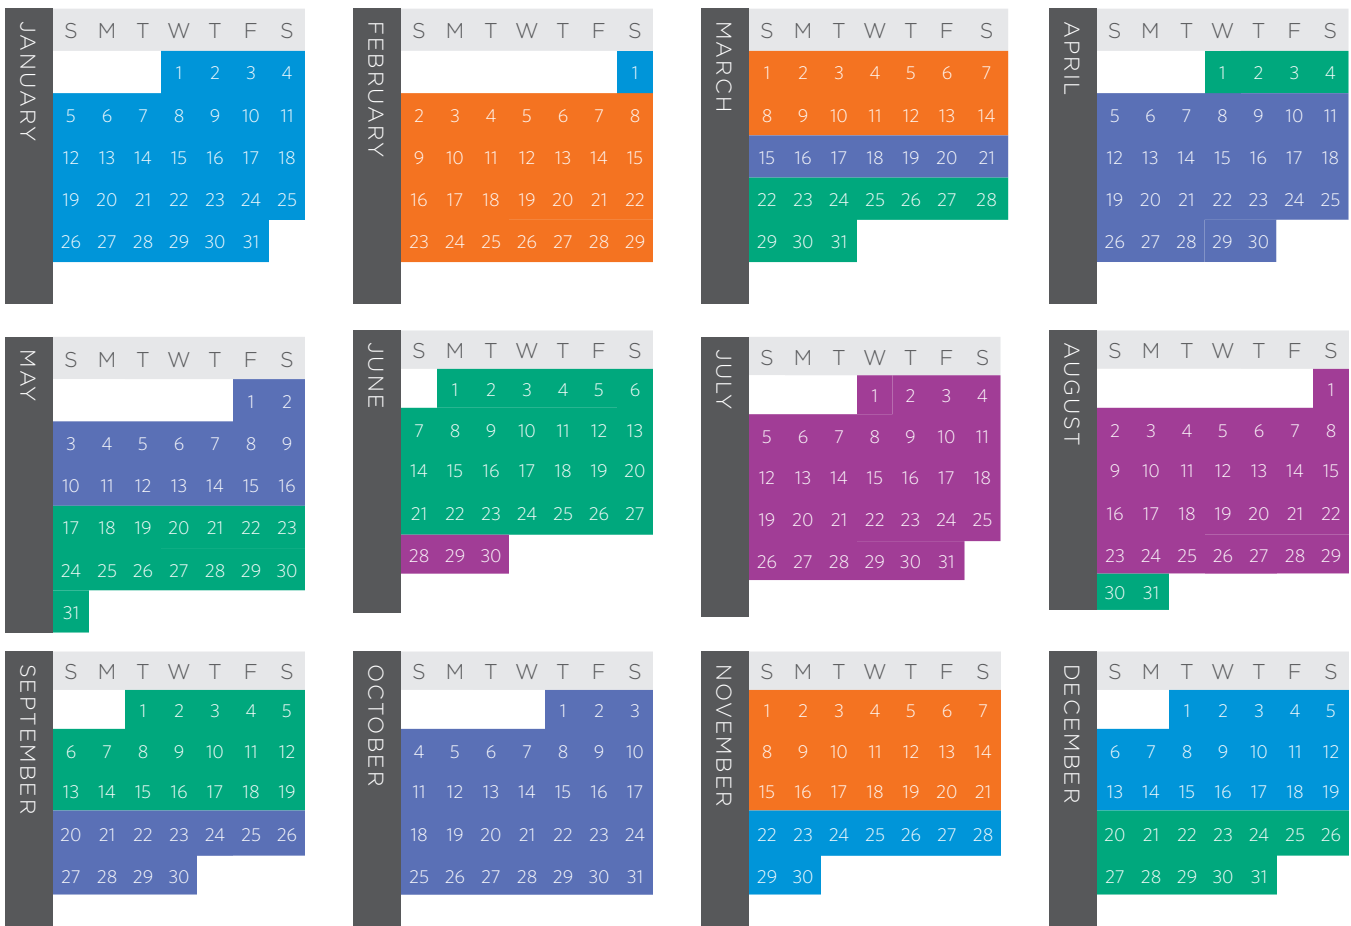 JANUARY
S M T W T F S
1 2 3 4
5 6 7 8 9 10 11
12 13 14 15 16 17 18
19 20 21 22 23 24 25
26 27 28 29 30 31
FEBRUARY
S M T W T F S
1
2 3 4 5 6 7 8
9 10 11 12 13 14 15
16 17 18 19 20 21 22
23 24 25 26 27 28 29
MARCH
S M T W T F S
1 2 3 4 5 6 7
8 9 10 11 12 13 14
15 16 17 18 19 20 21
22 23 24 25 26 27 28
29 30 31
APRIL
S M T W T F S
1 2 3 4
5 6 7 8 9 10 11
12 13 14 15 16 17 18
19 20 21 22 23 24 25
26 27 28 29 30
MAY
S M T W T F S
1 2
3 4 5 6 7 8 9
10 11 12 13 14 15 16
17 18 19 20 21 22 23
24 25 26 27 28 29 30
31
JUNE
S M T W T F S
1 2 3 4 5 6
7 8 9 10 11 12 13
14 15 16 17 18 19 20
21 22 23 24 25 26 27
28 29 30
JULY
S M T W T F S
1 2 3 4
5 6 7 8 9 10 11
12 13 14 15 16 17 18
19 20 21 22 23 24 25
26 27 28 29 30 31
AUGUST
S M T W T F S
1
2 3 4 5 6 7 8
9 10 11 12 13 14 15
16 17 18 19 20 21 22
23 24 25 26 27 28 29
30 31
SEPTEMBER
S M T W T F S
1 2 3 4 5
6 7 8 9 10 11 12
13 14 15 16 17 18 19
20 21 22 23 24 25 26
27 28 29 30
OCTOBER
S M T W T F S
1 2 3
4 5 6 7 8 9 10
11 12 13 14 15 16 17
18 19 20 21 22 23 24
25 26 27 28 29 30 31
NOVEMBER
S M T W T F S
1 2 3 4 5 6 7
8 9 10 11 12 13 14
15 16 17 18 19 20 21
22 23 24 25 26 27 28
29 30
DECEMBER
S M T W T F S
1 2 3 4 5
6 7 8 9 10 11 12
13 14 15 16 17 18 19
20 21 22 23 24 25 26
27 28 29 30 31